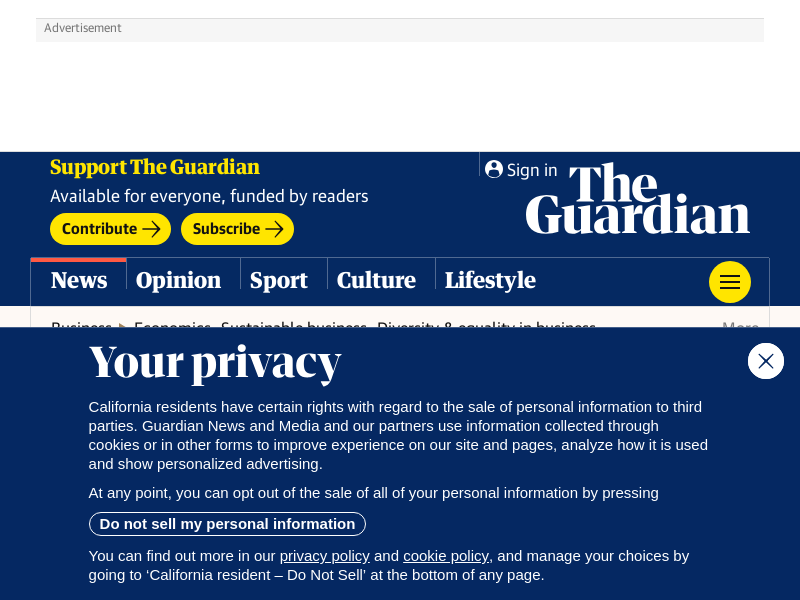 Advertisement
Support The Guardian
Available for everyone, funded by readers
Contribute
Subscribe
Sign in
The
Guardian
News
Opinion
Sport
Culture
Lifestyle
Business
Economics
Sustainable business
Diversity & equality in business
More
Your privacy
California residents have certain rights with regard to the sale of personal information to third
parties. Guardian News and Media and our partners use information collected through
cookies or in other forms to improve experience on our site and pages, analyze how it is used
and show personalized advertising.
At any point, you can opt out of the sale of all of your personal information by pressing
Do not sell my personal information
You can find out more in our privacy policy and cookie policy, and manage your choices by
going to ‘California resident – Do Not Sell’ at the bottom of any page.